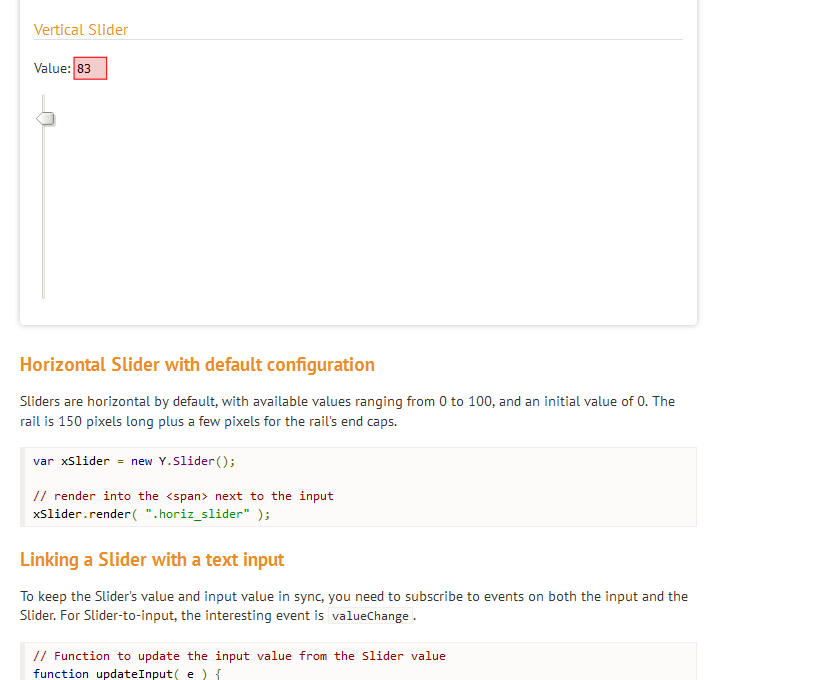 Vertical Slider
Value: 83
Horizontal Slider with default configuration
Sliders are horizontal by default, with available values ranging from 0 to 100, and an initial value of 0. The
rail is 150 pixels long plus a few pixels for the rail's end caps.
var xSlider = new Y.Slider();
// render into the <span> next to the input
xSlider.render( ".horiz_slider" );
Linking a Slider with a text input
To keep the Slider's value and input value in sync, you need to subscribe to events on both the input and the
Slider. For Slider-to-input, the interesting event is valueChange.
// Function to update the input value from the Slider value
function updateInput( e ) {